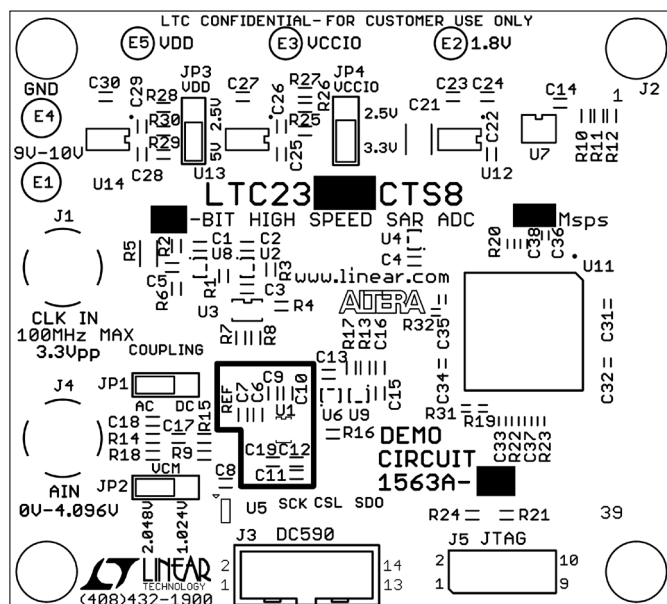 LTC CONFIDENTIAL-FOR CUSTOMER USE ONLY
E5 VDD E3 VCCIO E2 1.8V
GND J2
C30 C29 R28 JP3 VDD C27 C26 R27 R26 JP4 VCCIO C23 C24 C14 1
E4 R30 2.5V R25 2.5V C21 C22
9V-10V R29 5V 3.3V U7 R10 R11 R12
E1 U14 C28 U13 C25 U12
LTC23 CTS8
-BIT HIGH SPEED SAR ADC Msps
J1 R5 R2 C1 C2 U4 R20 C38 C36
U8 U2 C4 U11
C5 R6 R1 R3 www.linear.com
C3 U3 R4 ALTERA R32 C35 C31
CLK IN
100MHz MAX
3.3Vpp
R7 R8 R17 R13 C16
COUPLING
J4 JP1 REF C7 C6 C9 C10 C13 C15 C34 C32
AC DC
C18 C17 R15 U1 U6 U9 R31 R19
R14 R16 C33 R22 C37 R23
R18 R9 C19 C12
VCM C11
DEMO
CIRCUIT
1563A-
AIN JP2 C8
0V-4.096V U5 SCK CSL SDO R24 R21 39
2.048V 1.024V
J3 DC590 J5 JTAG
2 14 2 10
1 13 1 9
LINEAR
TECHNOLOGY
(408)432-1900